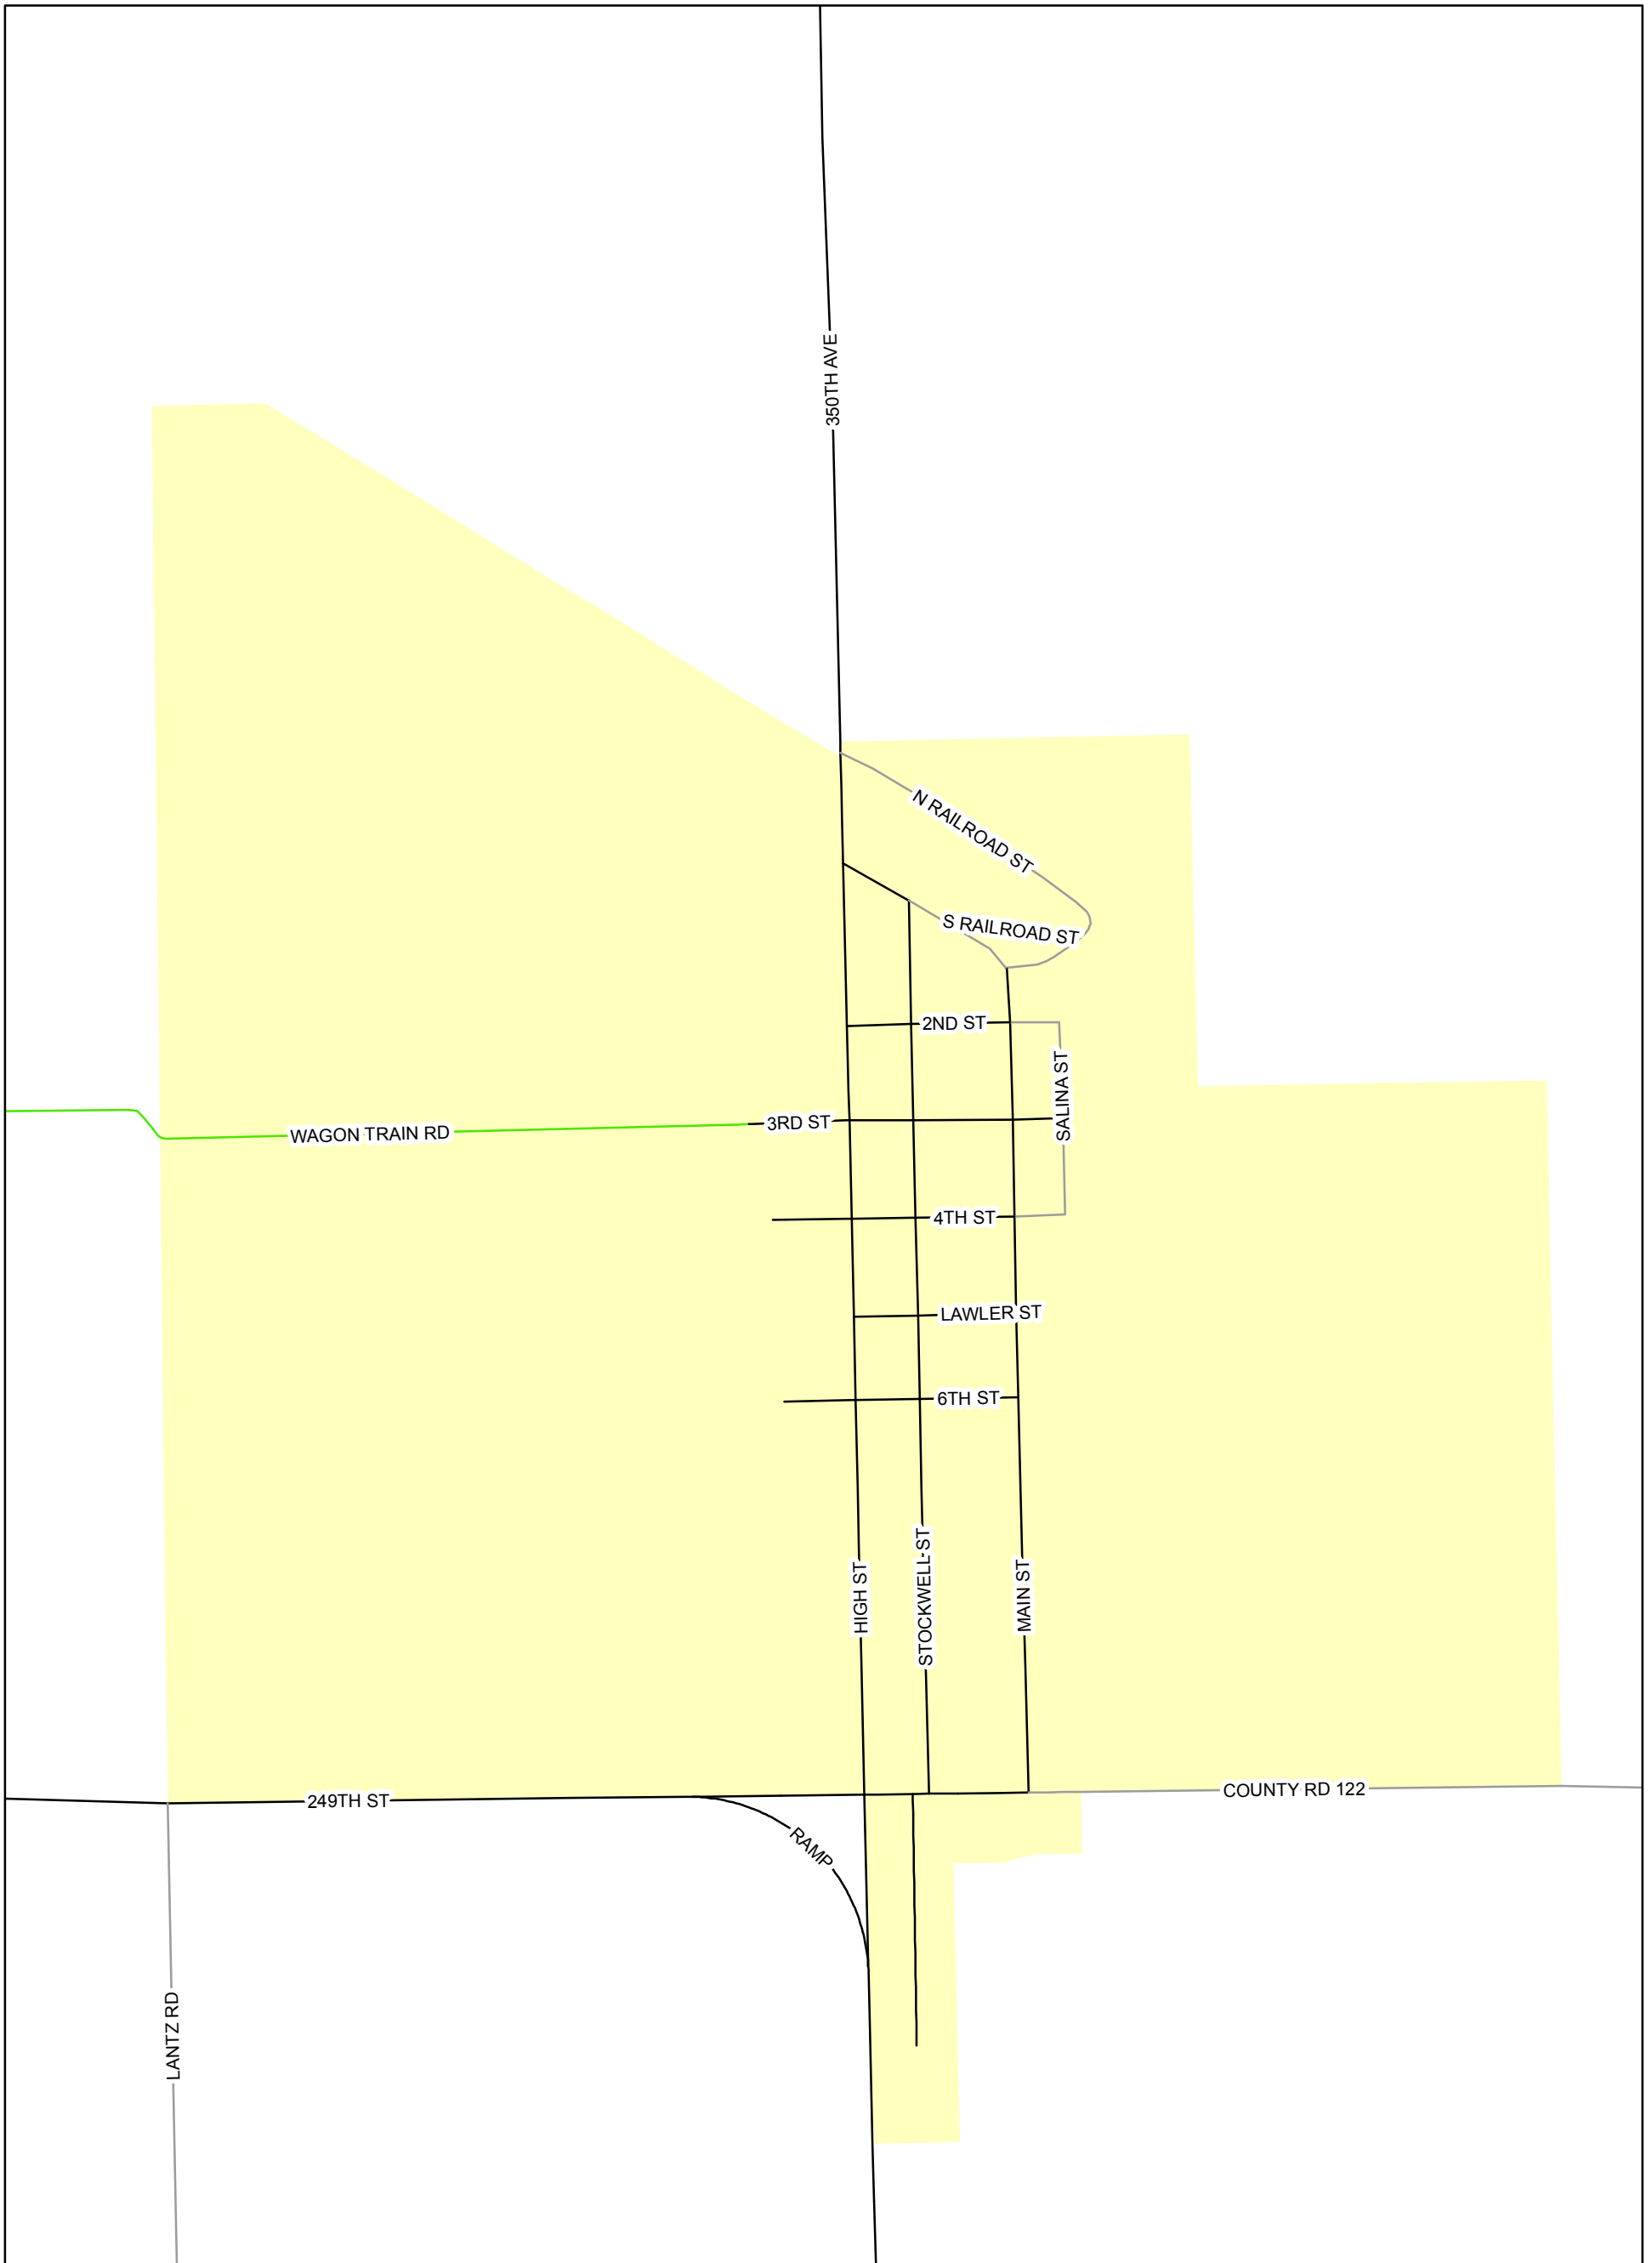 350TH AVE
N RAILROAD ST
S RAILROAD ST
2ND ST
SALINA ST
3RD ST
WAGON TRAIN RD
4TH ST
LAWLER ST
6TH ST
HIGH ST
STOCKWELL ST
MAIN ST
COUNTY RD 122
249TH ST
RAMP
LANTZ RD